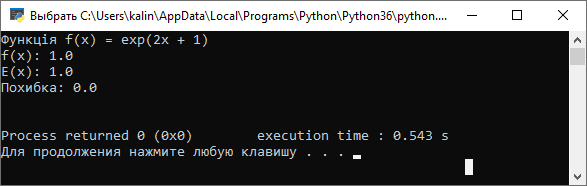 Выбрать C:\Users\kalin\AppData\Local\Programs\Python\Python36\python....
Функція f(x) = exp(2x + 1)
f(x): 1.0
E(x): 1.0
Похибка: 0.0
Process returned 0 (0x0)        execution time : 0.543 s
Для продолжения нажмите любую клавишу . . .